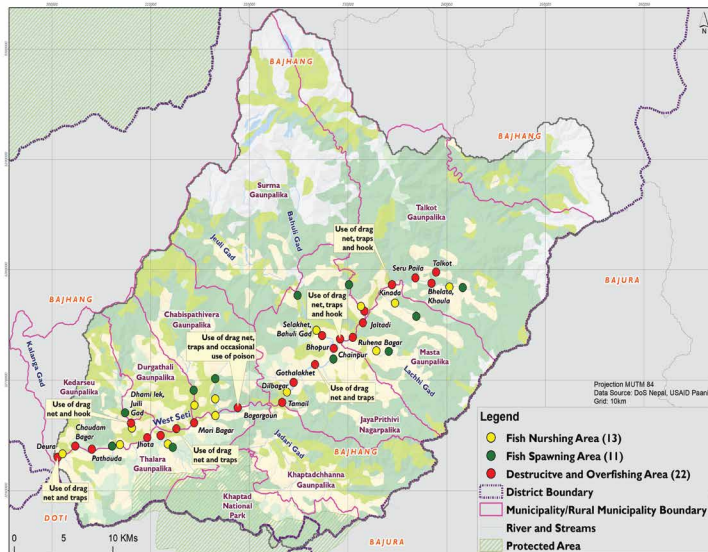 N
BAJHANG
BAJHANG
Surma
Gaunpalika
Talkot
Gaunpalika
Bahuli Gad
Use of drag
net, traps
and hook
Jeuli Gad
Seru Paila
Talkot
BAJURA
Kinada
Bhelata,
Khaula
BAJHANG
Use of drag
net, traps
and hook
Chabispathivera
Gaunpalika
Selakhet,
Bahuli Gad
Jaltadi
Use of drag net,
traps and occasional
use of poison
Bhopur
Ruhena Bagar
Chainpur
Masta
Gaunpalika
Kalanga Gad
Durgathali
Gaunpalika
Gothalakhet
Lachhi Gad
Kedarseu
Gaunpalika
Dhami lek,
Juili
Gad
Dilbagar
Use of drag
net and traps
Projection MUTM 84
Data Source: DoS Nepal, USAID Paani
Grid: 10km
Use of drag
net and hook
West Seti
Tamail
Bagargoun
JayaPrithivi
Nagarpalika
Choudam
Bagar
Mori Bagar
Deura
Jhota
Pathauda
Thalara
Gaunpalika
Use of drag
net and traps
Jadari Gad
BAJHANG
Khaptadchhanna
Gaunpalika
Use of drag
net and traps
Khaptad
National
Park
DOTI
BAJURA
0 5 10 KMs
Legend
Fish Nurshing Area (13)
Fish Spawning Area (11)
Destrucitve and Overfishing Area (22)
District Boundary
Municipality/Rural Municipality Boundary
River and Streams
Protected Area